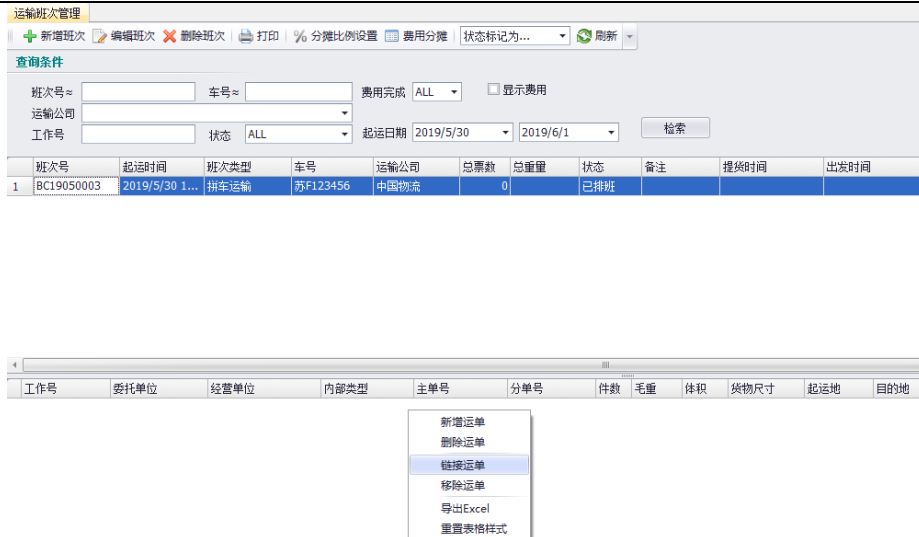 运输班次管理
新增班次 编辑班次 删除班次 打印 分摊比例设置 费用分摊 状态标记为... 刷新
查询条件
班次号≈ 车号≈ 费用完成 ALL 显示费用
运输公司
工作号 状态 ALL 起运日期 2019/5/30 2019/6/1 检索
班次号 起运时间 班次类型 车号 运输公司 总票数 总重量 状态 备注 提货时间 出发时间
1 BC19050003 2019/5/30 1... 拼车运输 苏F123456 中国物流 0 已排班
工作号 委托单位 经营单位 内部类型 主单号 分单号 件数 毛重 体积 货物尺寸 起运地 目的地
新增运单
删除运单
链接运单
移除运单
导出Excel
重置表格样式